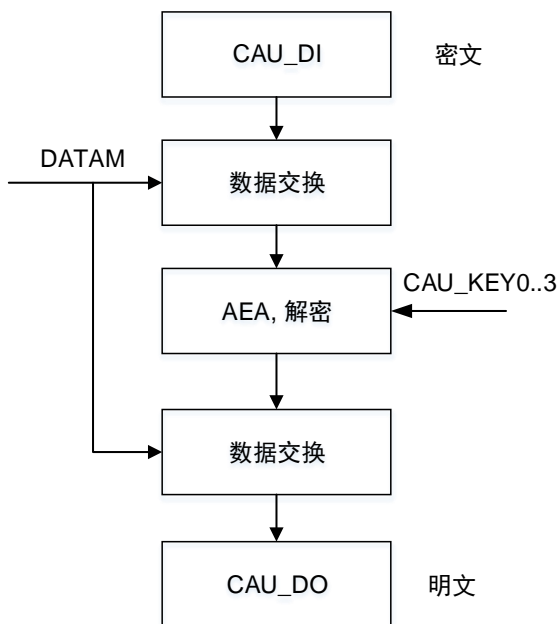 CAU_DI 密文
DATAM
数据交换
CAU_KEY0..3
AEA, 解密
数据交换
CAU_DO 明文